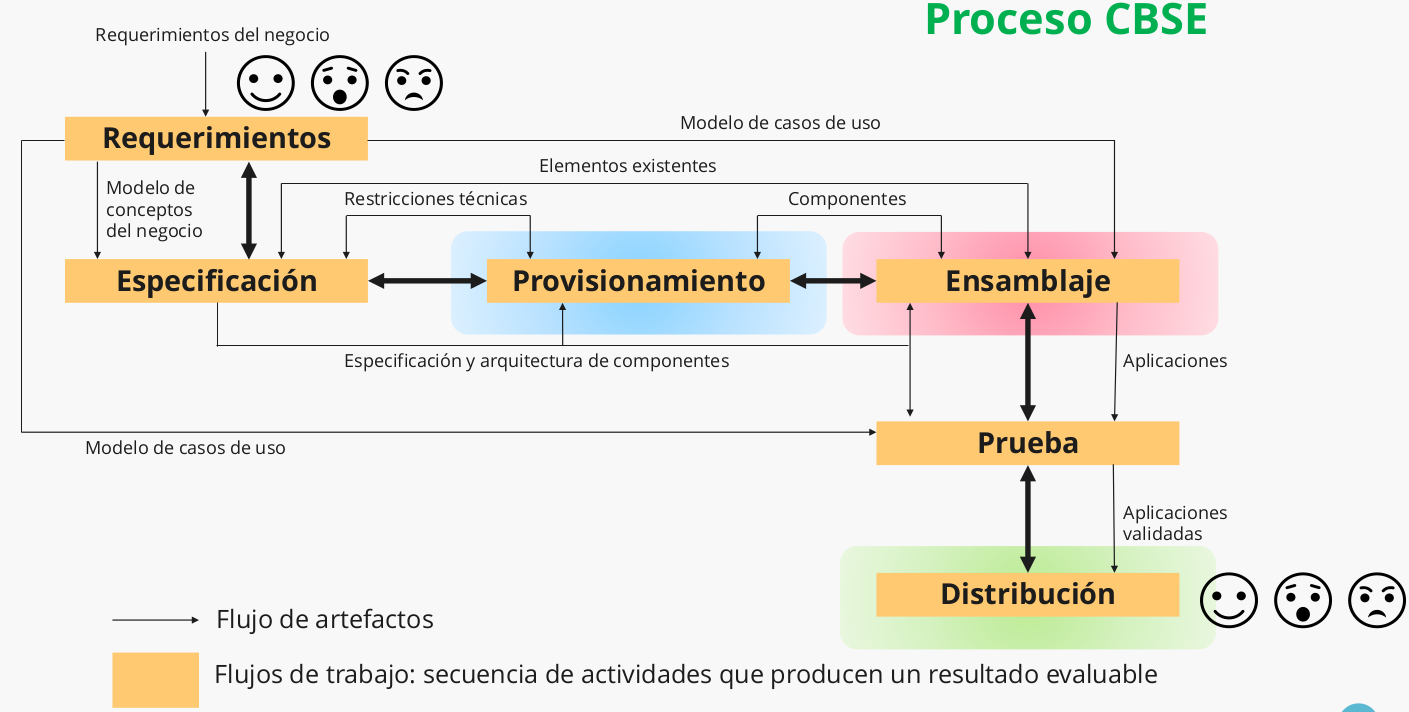 Proceso CBSE
Requerimientos del negocio
Requerimientos
Modelo de casos de uso
Elementos existentes
Modelo de
conceptos
del negocio
Restricciones técnicas
Componentes
Especificación
Provisionamiento
Ensamblaje
Especificación y arquitectura de componentes
Aplicaciones
Prueba
Modelo de casos de uso
Aplicaciones
validadas
Distribución
Flujo de artefactos
Flujos de trabajo: secuencia de actividades que producen un resultado evaluable